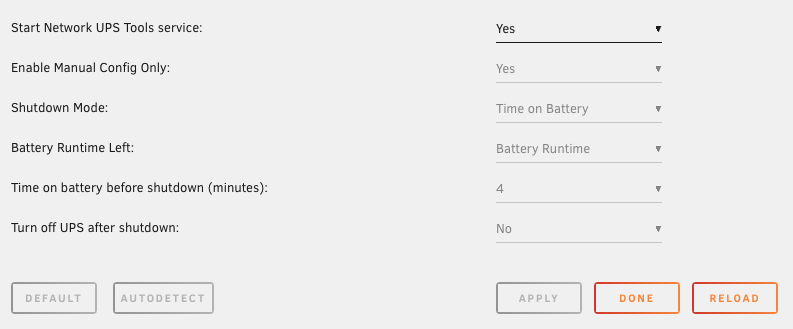 Start Network UPS Tools service: Yes
Enable Manual Config Only: Yes
Shutdown Mode: Time on Battery
Battery Runtime Left: Battery Runtime
Time on battery before shutdown (minutes): 4
Turn off UPS after shutdown: No
DEFAULT AUTODETECT APPLY DONE RELOAD